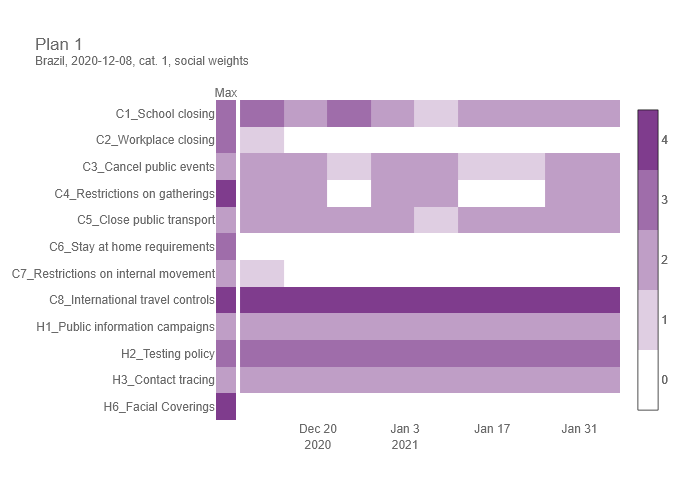 Plan 1
Brazil, 2020-12-08, cat. 1, social weights
Max
C1_School closing
C2_Workplace closing
C3_Cancel public events
C4_Restrictions on gatherings
C5_Close public transport
C6_Stay at home requirements
C7_Restrictions on internal movement
C8_International travel controls
H1_Public information campaigns
H2_Testing policy
H3_Contact tracing
H6_Facial Coverings
Dec 20 Jan 3 Jan 17 Jan 31
2020 2021
4
3
2
1
0